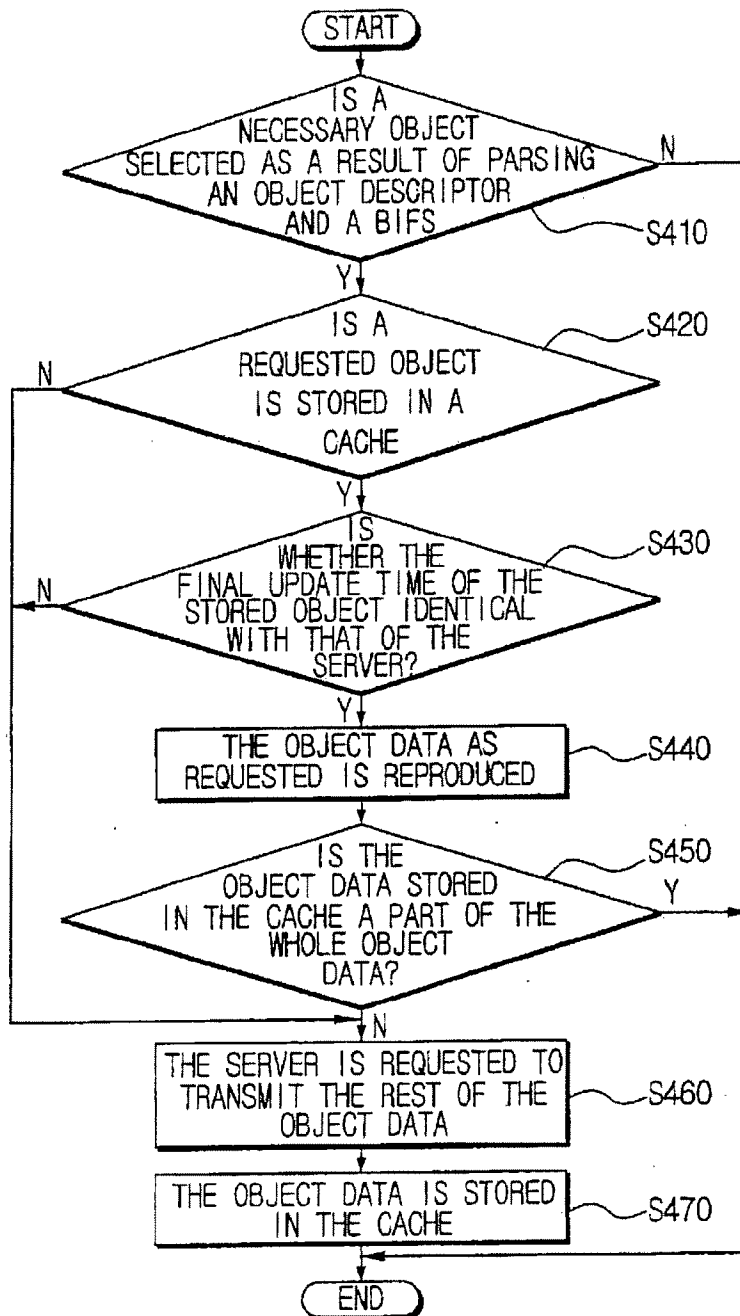 START
IS A
NECESSARY OBJECT
SELECTED AS A RESULT OF PARSING
AN OBJECT DESCRIPTOR
AND A BIFS
N
S410
Y
IS A
REQUESTED OBJECT
IS STORED IN A
CACHE
S420
N
Y
IS
WHETHER THE
FINAL UPDATE TIME OF THE
STORED OBJECT IDENTICAL
WITH THAT OF THE
SERVER?
S430
N
Y
THE OBJECT DATA AS
REQUESTED IS REPRODUCED
S440
IS THE
OBJECT DATA STORED
IN THE CACHE A PART OF THE
WHOLE OBJECT
DATA?
S450
Y
N
THE SERVER IS REQUESTED TO
TRANSMIT THE REST OF THE
OBJECT DATA
S460
THE OBJECT DATA IS STORED
IN THE CACHE
S470
END